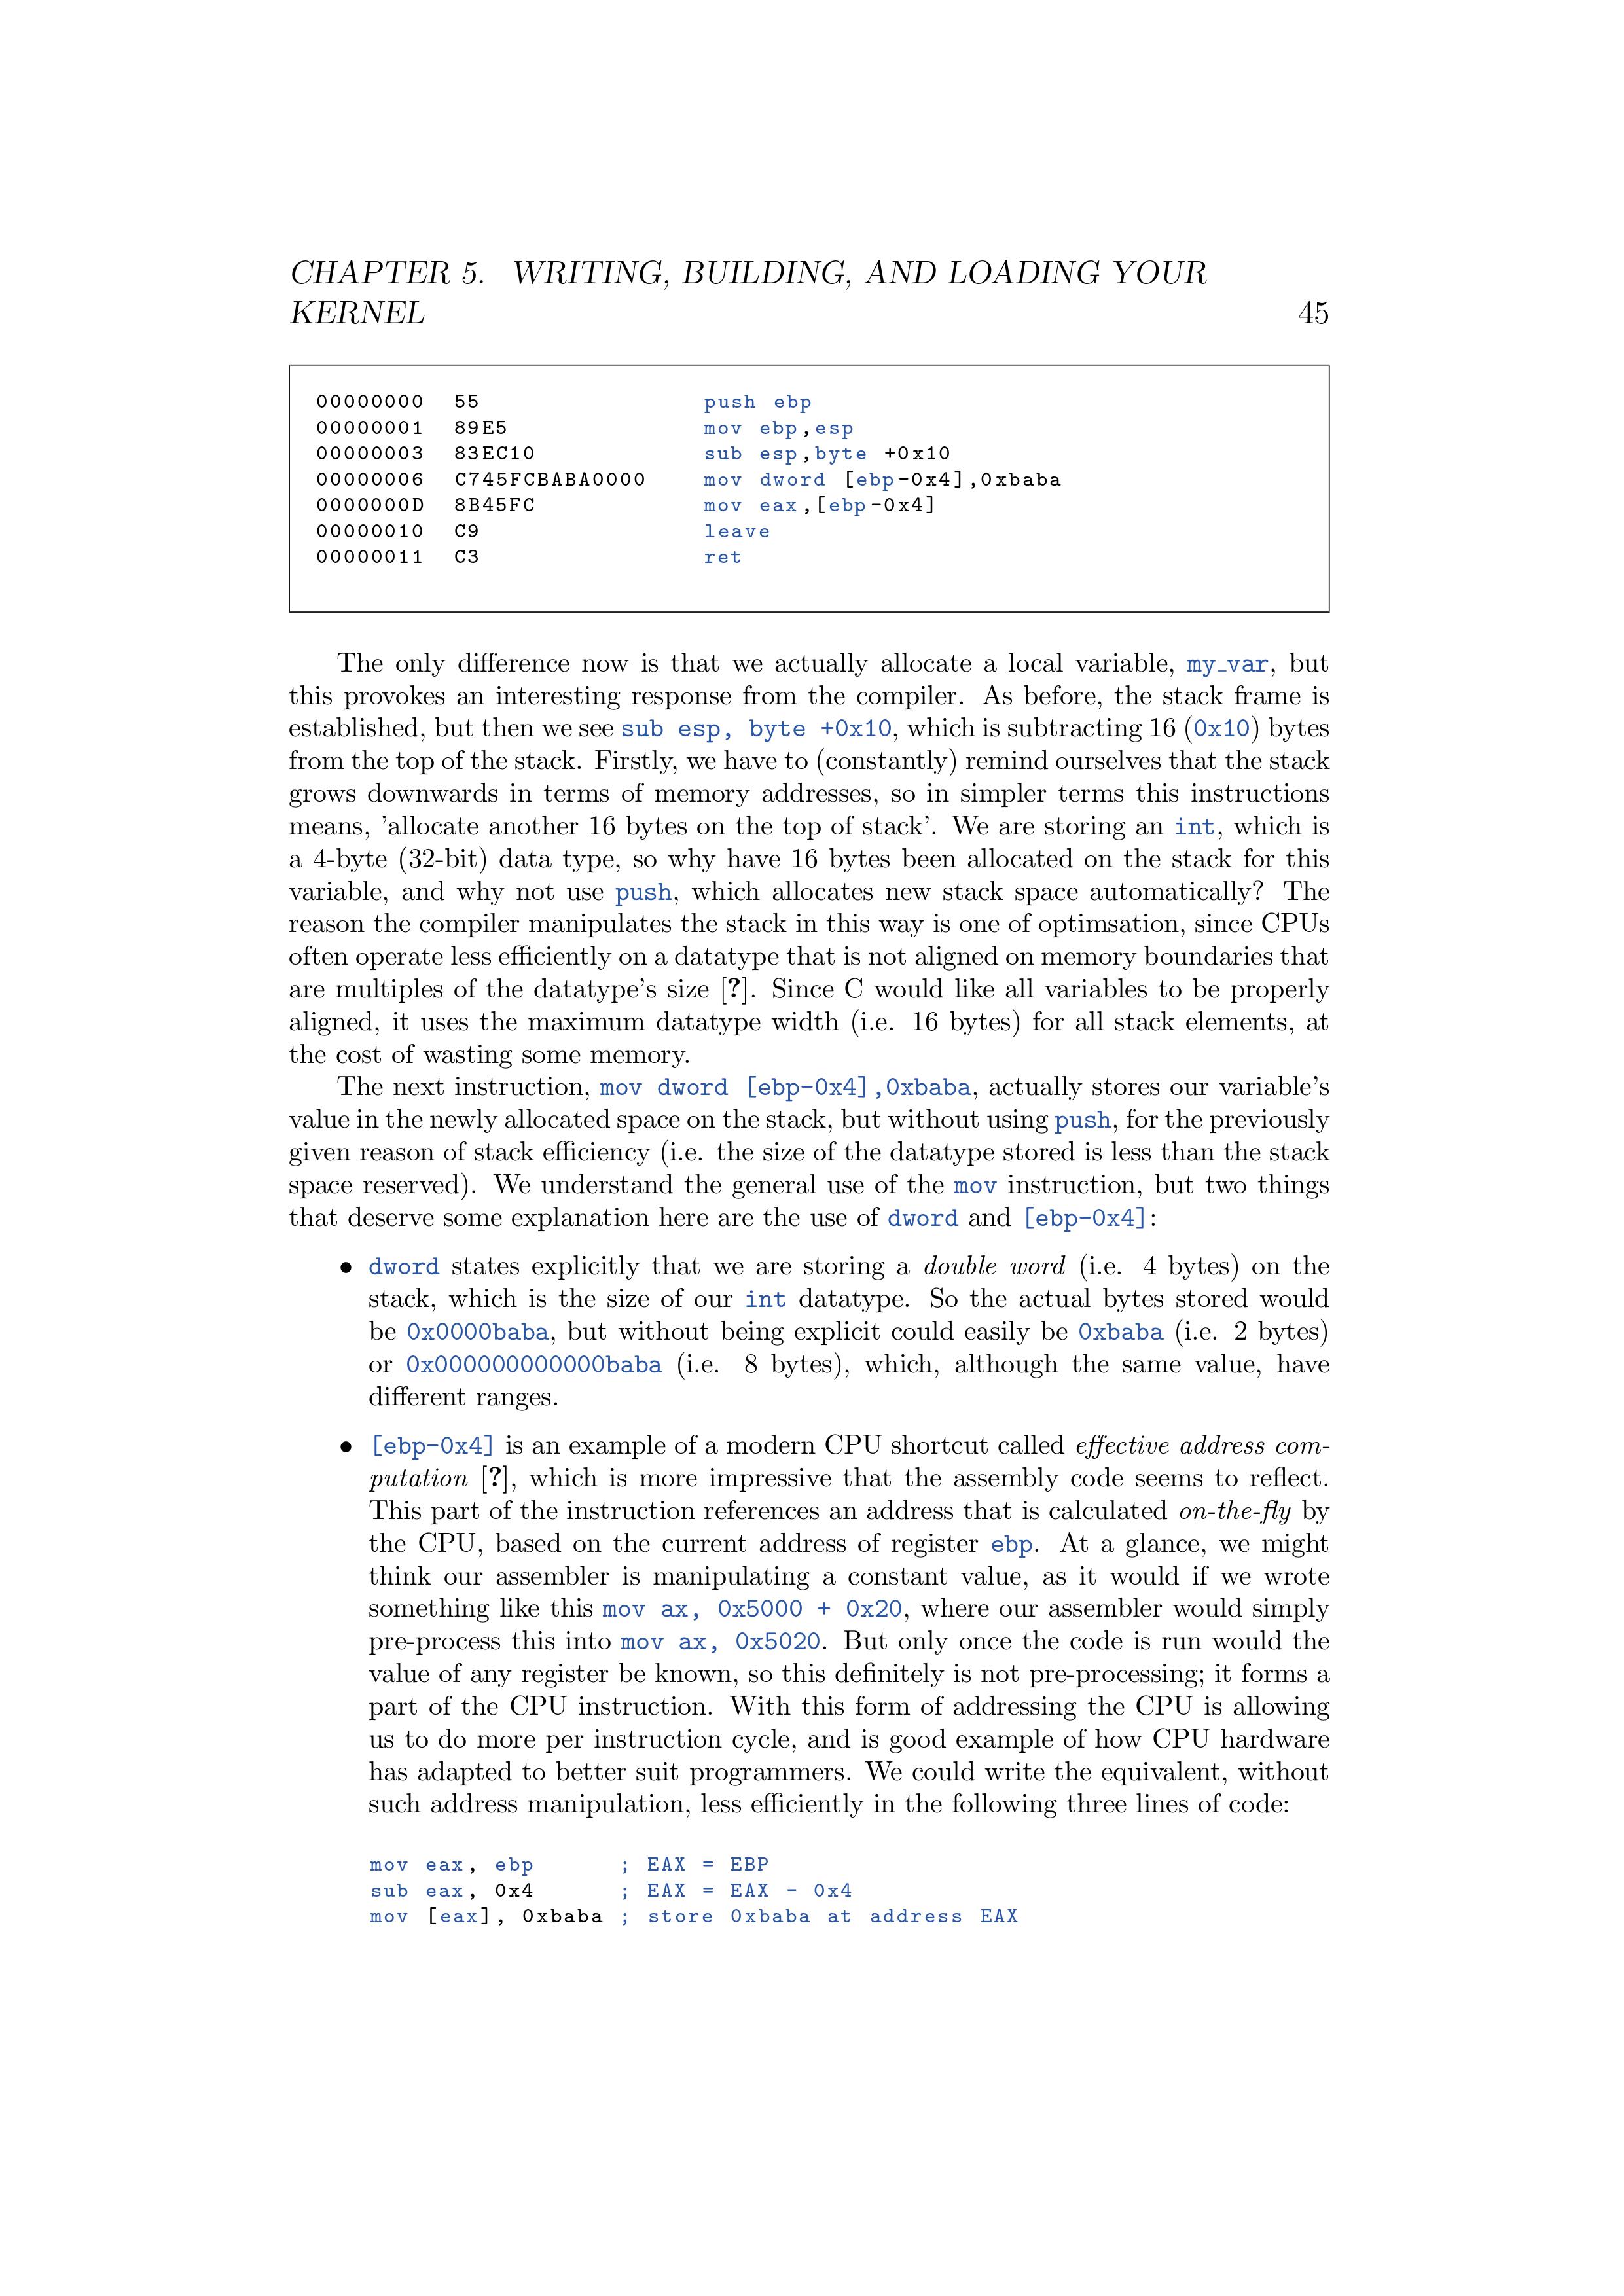 CHAPTER 5. WRITING, BUILDING, AND LOADING YOUR
KERNEL 45
00000000 55 push ebp
00000001 89E5 mov ebp,esp
00000003 83EC10 sub esp,byte +0x10
00000006 C745FCBABA0000 mov dword [ebp-0x4],0xbaba
0000000D 8B45FC mov eax,[ebp-0x4]
00000010 C9 leave
00000011 C3 ret
The only difference now is that we actually allocate a local variable, my_var, but
this provokes an interesting response from the compiler. As before, the stack frame is
established, but then we see sub esp, byte +0x10, which is subtracting 16 (0x10) bytes
from the top of the stack. Firstly, we have to (constantly) remind ourselves that the stack
grows downwards in terms of memory addresses, so in simpler terms this instructions
means, 'allocate another 16 bytes on the top of stack'. We are storing an int, which is
a 4-byte (32-bit) data type, so why have 16 bytes been allocated on the stack for this
variable, and why not use push, which allocates new stack space automatically? The
reason the compiler manipulates the stack in this way is one of optimsation, since CPUs
often operate less efficiently on a datatype that is not aligned on memory boundaries that
are multiples of the datatype's size [?]. Since C would like all variables to be properly
aligned, it uses the maximum datatype width (i.e. 16 bytes) for all stack elements, at
the cost of wasting some memory.
The next instruction, mov dword [ebp-0x4],0xbaba, actually stores our variable's
value in the newly allocated space on the stack, but without using push, for the previously
given reason of stack efficiency (i.e. the size of the datatype stored is less than the stack
space reserved). We understand the general use of the mov instruction, but two things
that deserve some explanation here are the use of dword and [ebp-0x4]:
• dword states explicitly that we are storing a double word (i.e. 4 bytes) on the
stack, which is the size of our int datatype. So the actual bytes stored would
be 0x0000baba, but without being explicit could easily be 0xbaba (i.e. 2 bytes)
or 0x000000000000baba (i.e. 8 bytes), which, although the same value, have
different ranges.
• [ebp-0x4] is an example of a modern CPU shortcut called effective address com-
putation [?], which is more impressive that the assembly code seems to reflect.
This part of the instruction references an address that is calculated on-the-fly by
the CPU, based on the current address of register ebp. At a glance, we might
think our assembler is manipulating a constant value, as it would if we wrote
something like this mov ax, 0x5000 + 0x20, where our assembler would simply
pre-process this into mov ax, 0x5020. But only once the code is run would the
value of any register be known, so this definitely is not pre-processing; it forms a
part of the CPU instruction. With this form of addressing the CPU is allowing
us to do more per instruction cycle, and is good example of how CPU hardware
has adapted to better suit programmers. We could write the equivalent, without
such address manipulation, less efficiently in the following three lines of code:
mov eax, ebp ; EAX = EBP
sub eax, 0x4 ; EAX = EAX - 0x4
mov [eax], 0xbaba ; store 0xbaba at address EAX